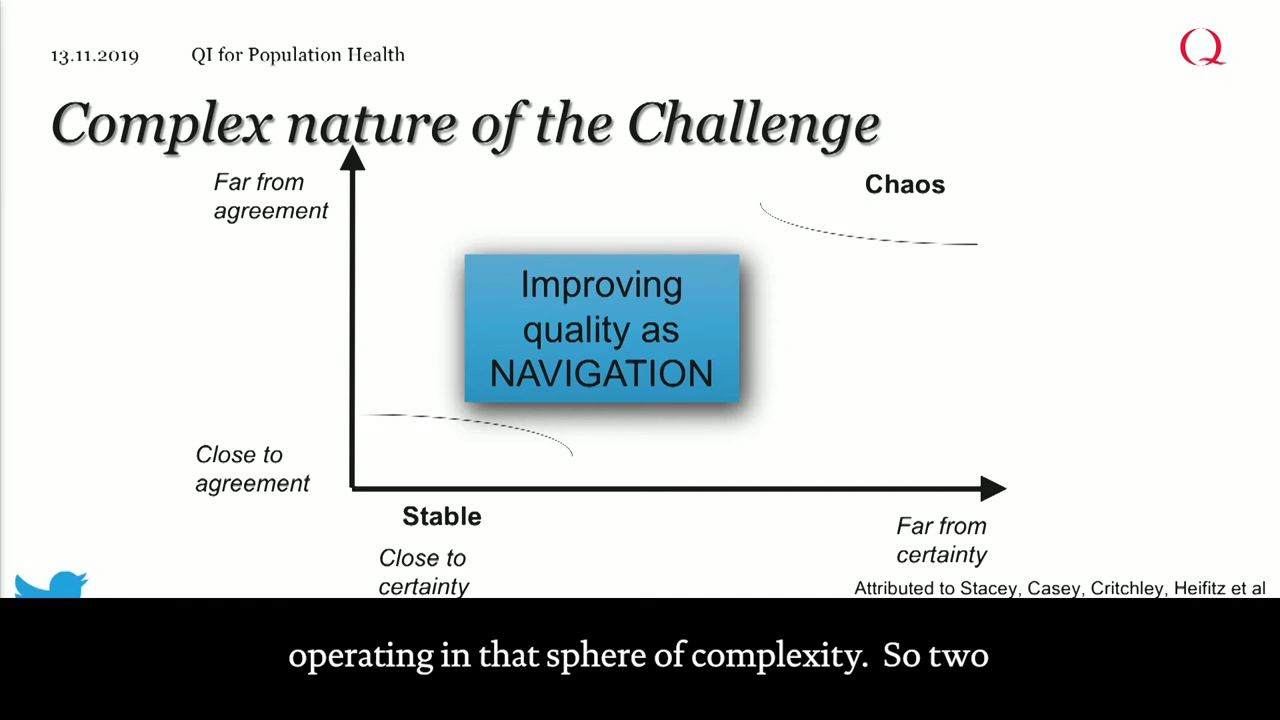 13.11.2019 QI for Population Health
Q
Complex nature of the Challenge
Far from
agreement
Chaos
Improving
quality as
NAVIGATION
Close to
agreement
Stable
Close to
certainty
Far from
certainty
Attributed to Stacey, Casey, Critchley, Heifitz et al
operating in that sphere of complexity. So two